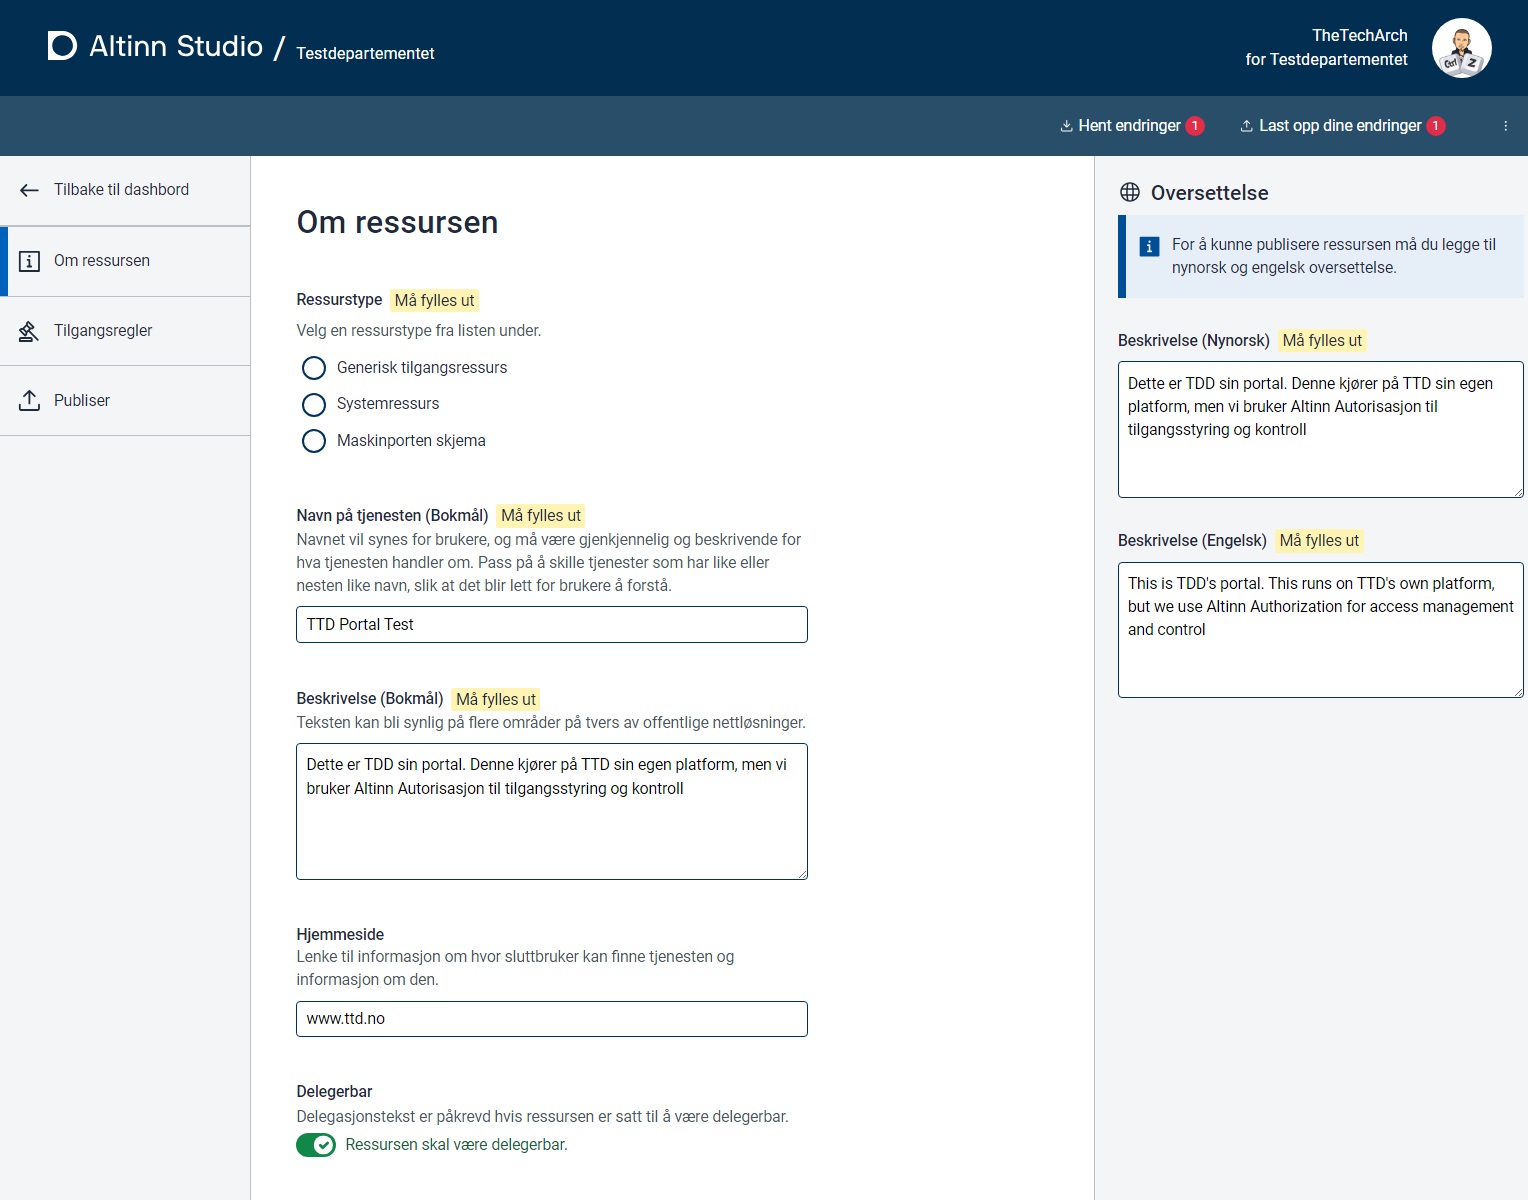 Altinn Studio / Testdepartementet
TheTechArch
for Testdepartementet
Ctrl Z
Hent endringer 1
Last opp dine endringer 1
Tilbake til dashbord
Om ressursen
Tilgangsregler
Publiser
Om ressursen
Ressurstype Må fylles ut
Velg en ressurstype fra listen under.
Generisk tilgangsressurs
Systemressurs
Maskinporten skjema
Navn på tjenesten (Bokmål) Må fylles ut
Navnet vil synes for brukere, og må være gjenkjennelig og beskrivende for
hva tjenesten handler om. Pass på å skille tjenester som har like eller
nesten like navn, slik at det blir lett for brukere å forstå.
TTD Portal Test
Beskrivelse (Bokmål) Må fylles ut
Teksten kan bli synlig på flere områder på tvers av offentlige nettløsninger.
Dette er TDD sin portal. Denne kjører på TTD sin egen platform, men vi
bruker Altinn Autorisasjon til tilgangsstyring og kontroll
Hjemmeside
Lenke til informasjon om hvor sluttbruker kan finne tjenesten og
informasjon om den.
www.ttd.no
Delegerbar
Delegasjonstekst er påkrevd hvis ressursen er satt til å være delegerbar.
Ressursen skal være delegerbar.
Oversettelse
For å kunne publisere ressursen må du legge til
nynorsk og engelsk oversettelse.
Beskrivelse (Nynorsk) Må fylles ut
Dette er TDD sin portal. Denne kjører på TTD sin egen
platform, men vi bruker Altinn Autorisasjon til
tilgangsstyring og kontroll
Beskrivelse (Engelsk) Må fylles ut
This is TDD's portal. This runs on TTD's own platform,
but we use Altinn Authorization for access management
and control